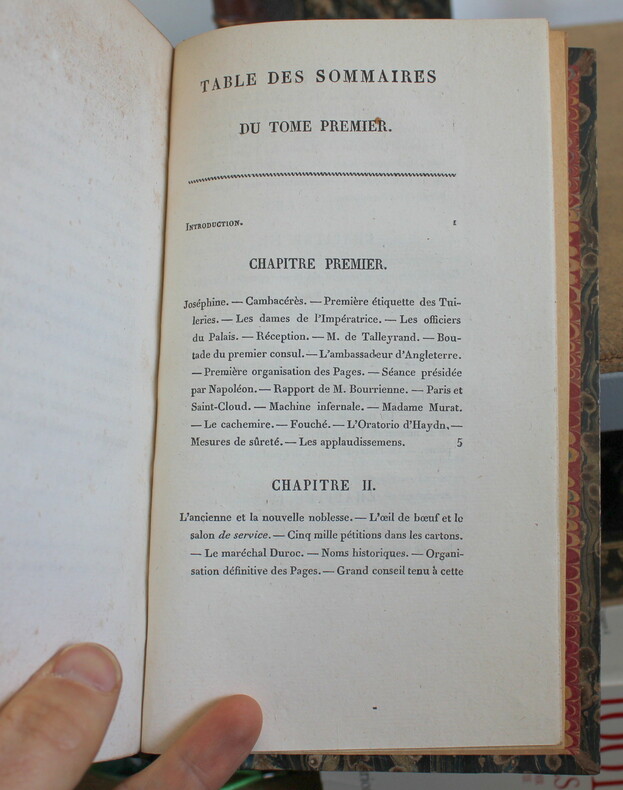 TABLE DES SOMMAIRES
DU TOME PREMIER.
INTRODUCTION. 1
CHAPITRE PREMIER.
Joséphine. — Cambacérès. — Première étiquette des Tui-
leries. — Les dames de l'Impératrice. — Les officiers
du Palais. — Réception. — M. de Talleyrand. — Bou-
tade du premier consul. — L'ambassadeur d'Angleterre.
— Première organisation des Pages. — Séance présidée
par Napoléon. — Rapport de M. Bourrienne. — Paris et
Saint-Cloud. — Machine infernale. — Madame Murat.
— Le cachemire. — Fouché. — L'Oratorio d'Haydn. —
Mesures de sûreté. — Les applaudissemens. 5
CHAPITRE II.
L'ancienne et la nouvelle noblesse. — L'œil de bœuf et le
salon de service. — Cinq mille pétitions dans les cartons.
— Le maréchal Duroc. — Noms historiques. — Organi-
sation définitive des Pages. — Grand conseil tenu à cette